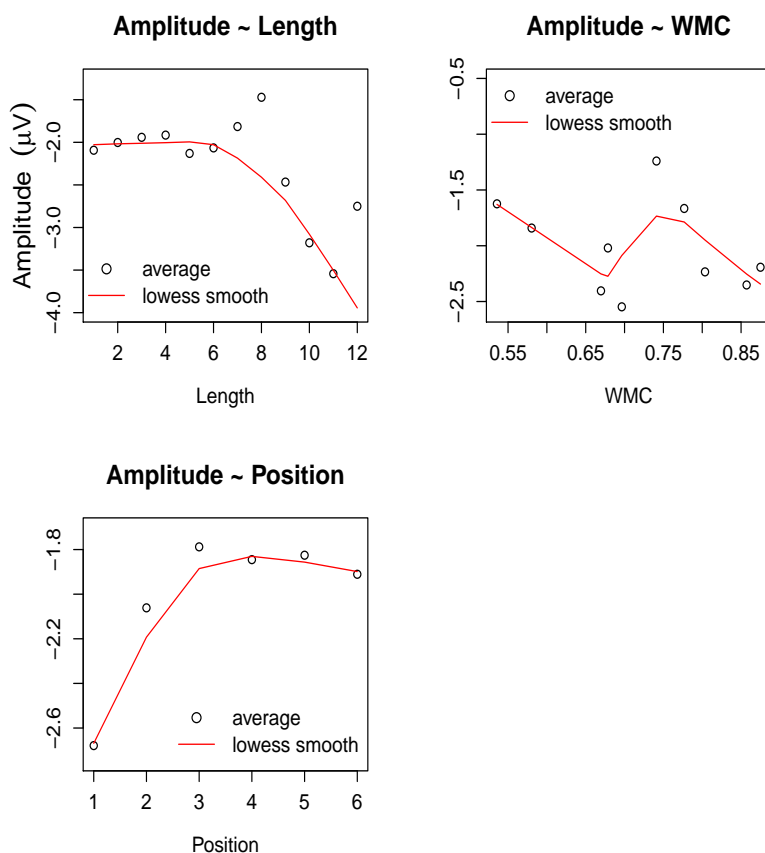 Amplitude ~ Length
Amplitude (μV)
-2.0
-3.0
-4.0
average
lowess smooth
2 4 6 8 10 12
Length
Amplitude ~ WMC
-0.5
-1.5
-2.5
average
lowess smooth
0.55 0.65 0.75 0.85
WMC
Amplitude ~ Position
-1.8
-2.2
-2.6
average
lowess smooth
1 2 3 4 5 6
Position